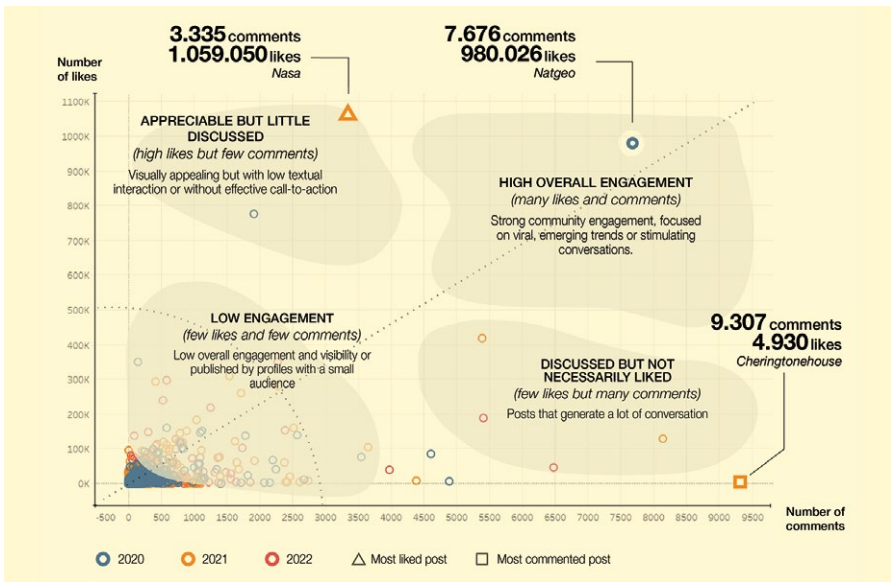 3.335 comments
1.059.050 likes
Nasa
7.676 comments
980.026 likes
Natgeo
Number
of likes
1100K
1000K
900K
800K
700K
600K
500K
400K
300K
200K
100K
0K
APPRECIABLE BUT LITTLE
DISCUSSED
(high likes but few comments)
Visually appealing but with low textual
interaction or without effective call-to-action
HIGH OVERALL ENGAGEMENT
(many likes and comments)
Strong community engagement, focused
on viral, emerging trends or stimulating
conversations.
LOW ENGAGEMENT
(few likes and few comments)
Low overall engagement and visibility or
published by profiles with a small
audience
9.307 comments
4.930 likes
Cheringtonehouse
DISCUSSED BUT NOT
NECESSARILY LIKED
(few likes but many comments)
Posts that generate a lot of conversation
-500 0 500 1000 1500 2000 2500 3000 3500 4000 4500 5000 5500 6000 6500 7000 7500 8000 8500 9000 9500
Number of
comments
2020 2021 2022 Most liked post Most commented post